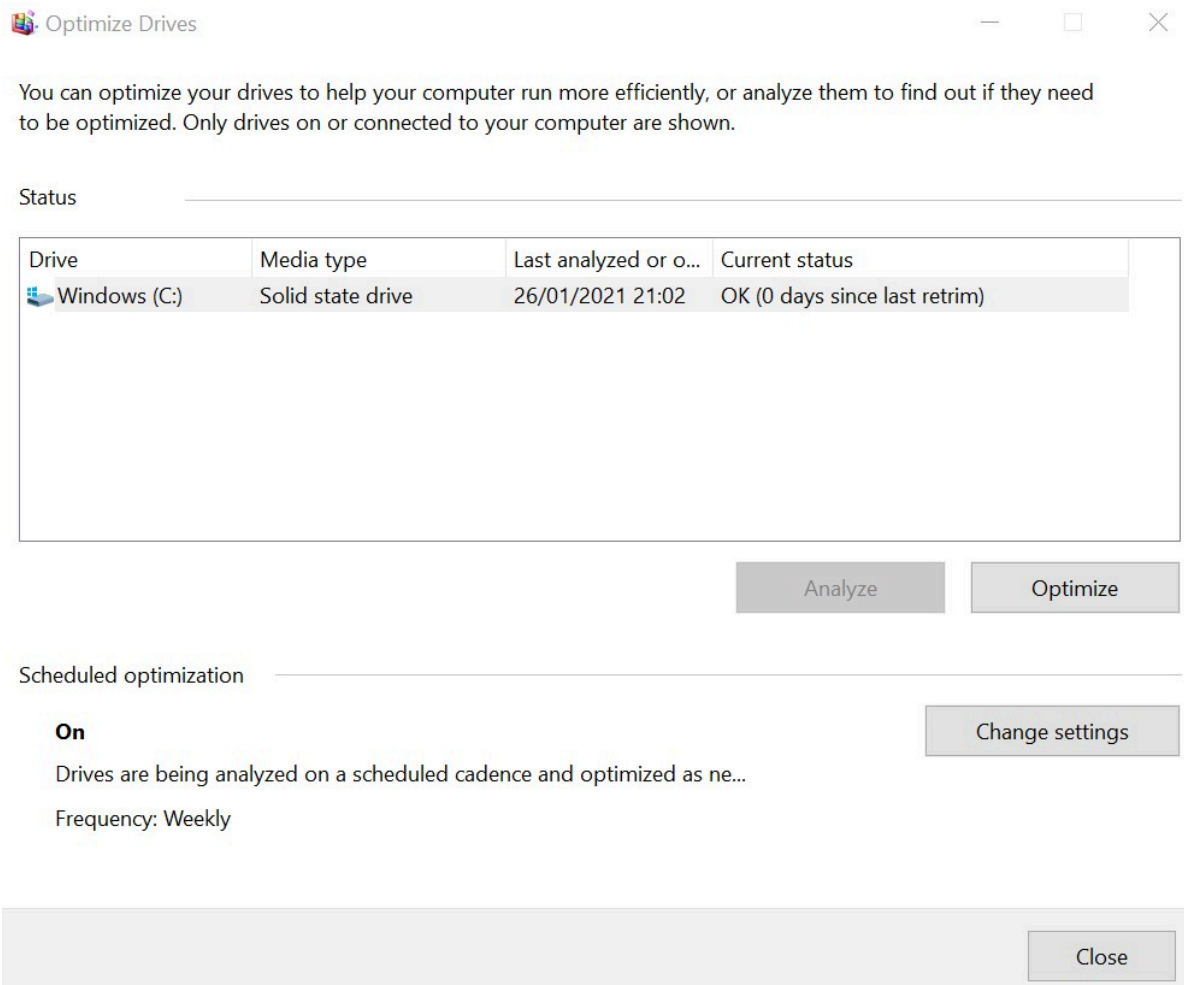 Optimize Drives
You can optimize your drives to help your computer run more efficiently, or analyze them to find out if they need
to be optimized. Only drives on or connected to your computer are shown.
Status
Drive Media type Last analyzed or o... Current status
Windows (C:) Solid state drive 26/01/2021 21:02 OK (0 days since last retrim)
Analyze Optimize
Scheduled optimization
On
Change settings
Drives are being analyzed on a scheduled cadence and optimized as ne...
Frequency: Weekly
Close